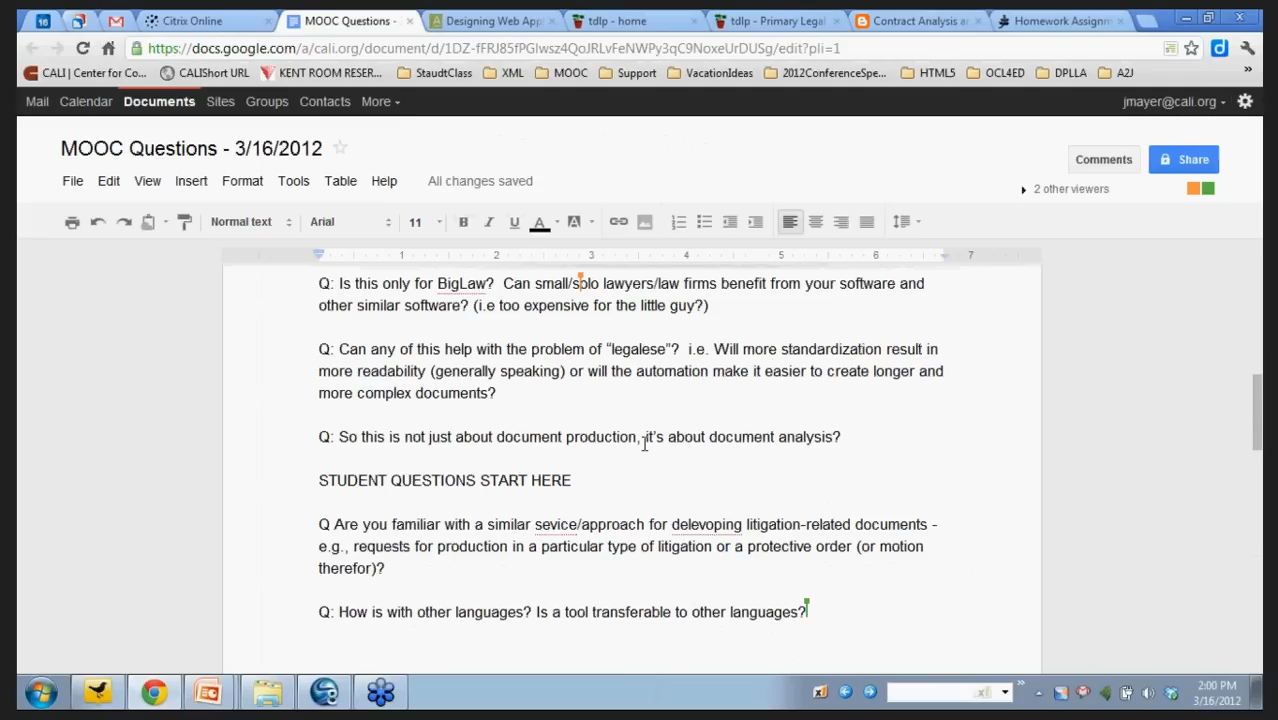 16
Citrix Online
MOOC Questions -
Designing Web App
tdlp - home
tdlp - Primary Legal
Contract Analysis a
Homework Assignm
https://docs.google.com/a/cali.org/document/d/1DZ-fFRJ85fPGlwsz4QoJRLvFeNWPy3qC9NoxeUrDUSg/edit?pli=1
CALI | Center for Co...
CALIShort URL
KENT ROOM RESER...
StaudtClass
XML
MOOC
Support
VacationIdeas
2012ConferenceSpe...
HTML5
OCL4ED
DPLLA
A2J
Mail Calendar Documents Sites Groups Contacts More
jmayer@cali.org
MOOC Questions - 3/16/2012
Comments
Share
File Edit View Insert Format Tools Table Help All changes saved
2 other viewers
Normal text Arial 11 B I U A A
1 2 3 4 5 6 7
Q: Is this only for BigLaw?  Can small/solo lawyers/law firms benefit from your software and
other similar software? (i.e too expensive for the little guy?)
Q: Can any of this help with the problem of “legalese”?  i.e. Will more standardization result in
more readability (generally speaking) or will the automation make it easier to create longer and
more complex documents?
Q: So this is not just about document production, it's about document analysis?
STUDENT QUESTIONS START HERE
Q Are you familiar with a similar sevice/approach for delevoping litigation-related documents -
e.g., requests for production in a particular type of litigation or a protective order (or motion
therefor)?
Q: How is with other languages? Is a tool transferable to other languages?
2:00 PM
3/16/2012